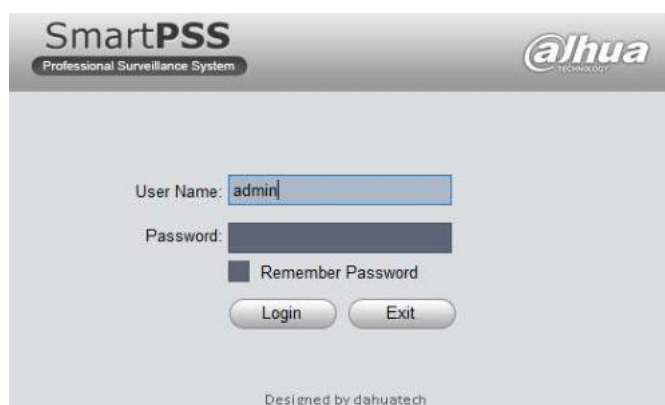 SmartPSS
Professional Surveillance System
alhua
TECHNOLOGY
User Name: admin
Password:
Remember Password
Login Exit
Designed by dahuatech